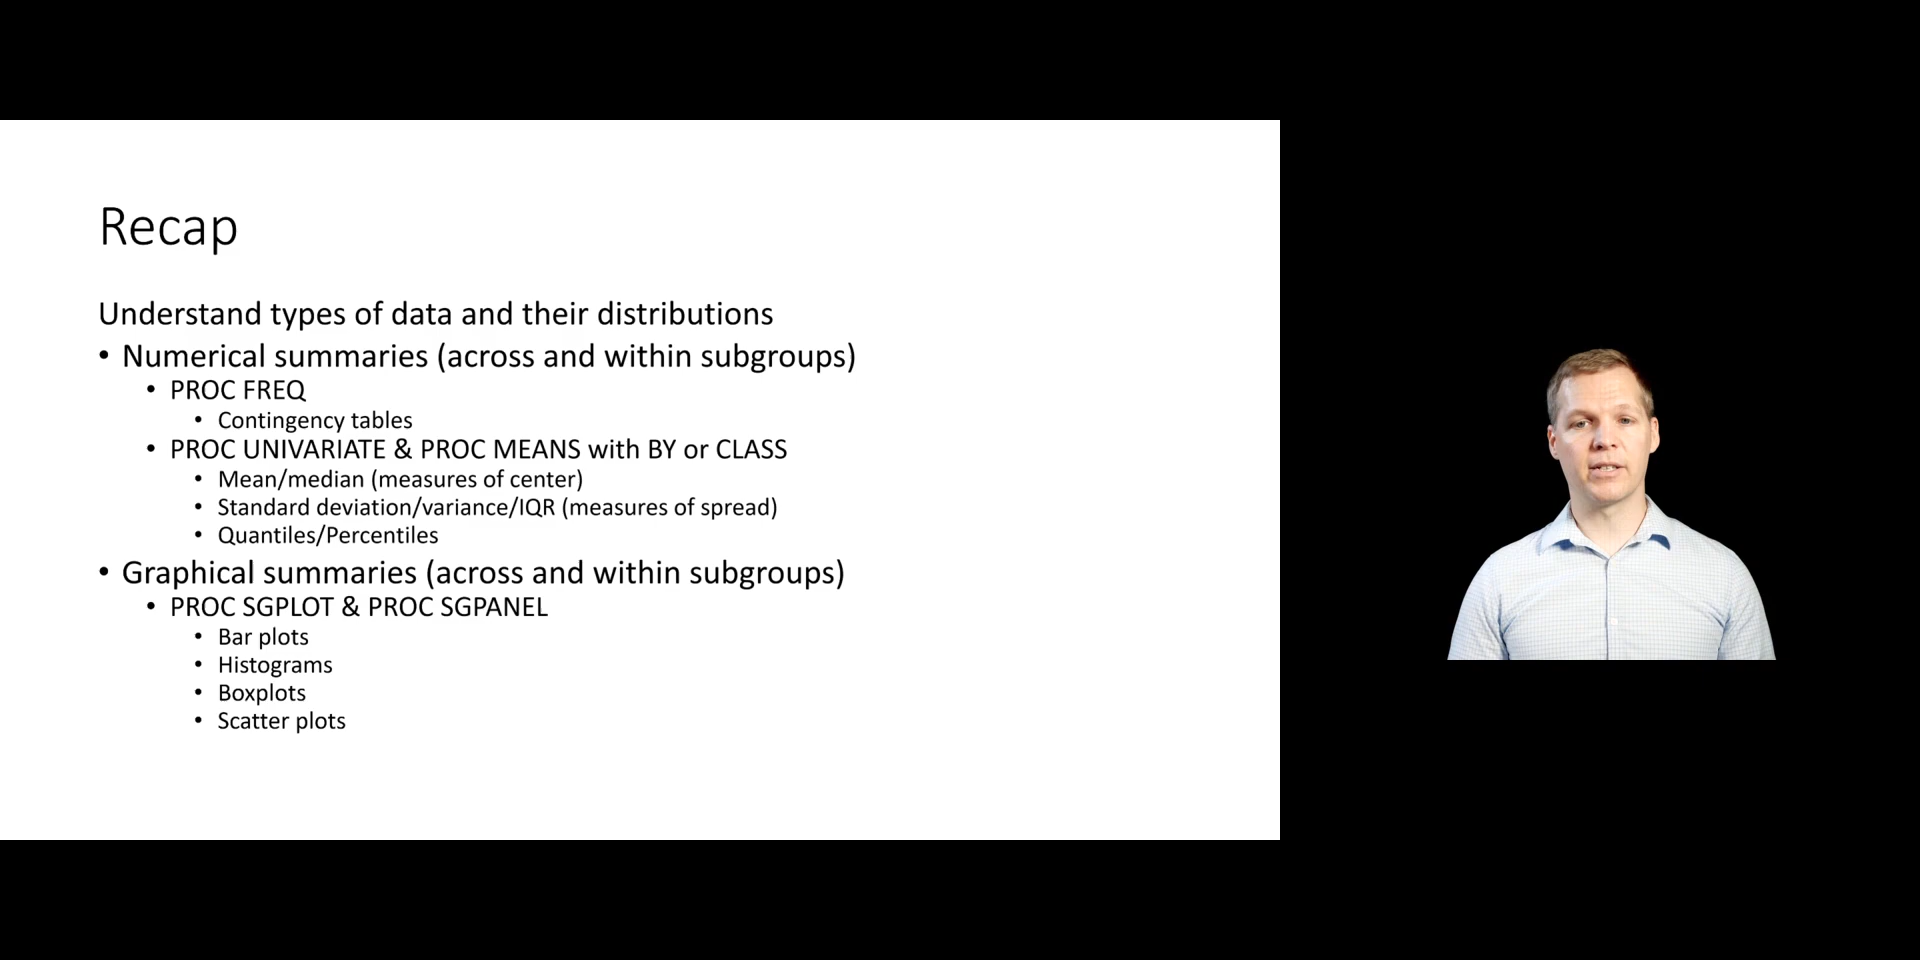 Recap
Understand types of data and their distributions
• Numerical summaries (across and within subgroups)
• PROC FREQ
• Contingency tables
• PROC UNIVARIATE & PROC MEANS with BY or CLASS
• Mean/median (measures of center)
• Standard deviation/variance/IQR (measures of spread)
• Quantiles/Percentiles
• Graphical summaries (across and within subgroups)
• PROC SGPLOT & PROC SGPANEL
• Bar plots
• Histograms
• Boxplots
• Scatter plots